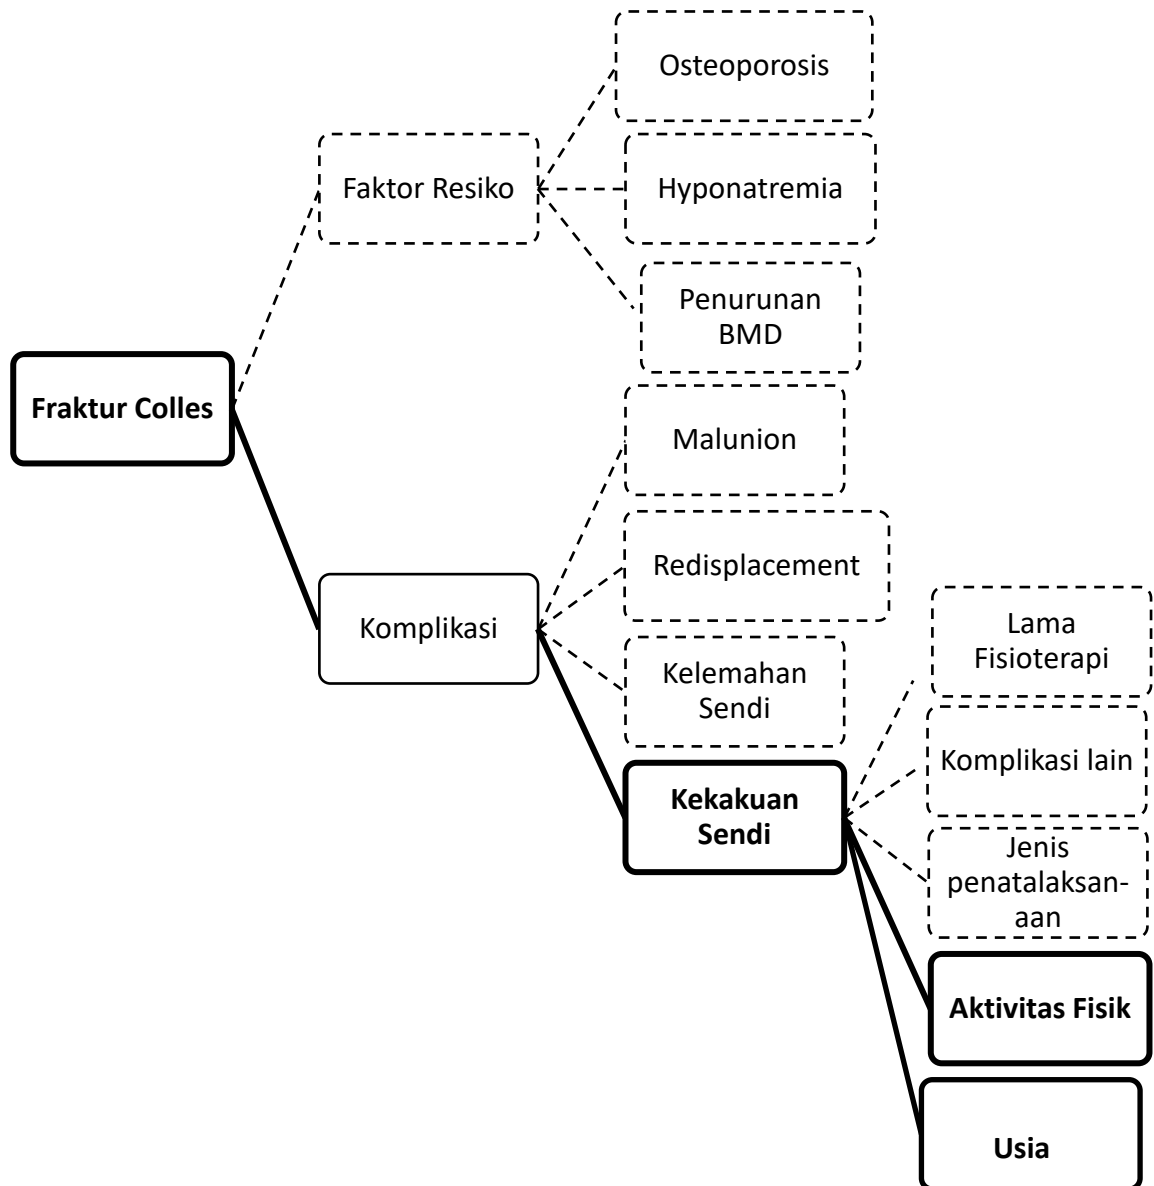 Osteoporosis
Faktor Resiko
Hyponatremia
Penurunan
BMD
Fraktur Colles
Malunion
Redisplacement
Komplikasi
Kelemahan
Sendi
Kekakuan
Sendi
Lama
Fisioterapi
Komplikasi lain
Jenis
penatalaksan-
aan
Aktivitas Fisik
Usia